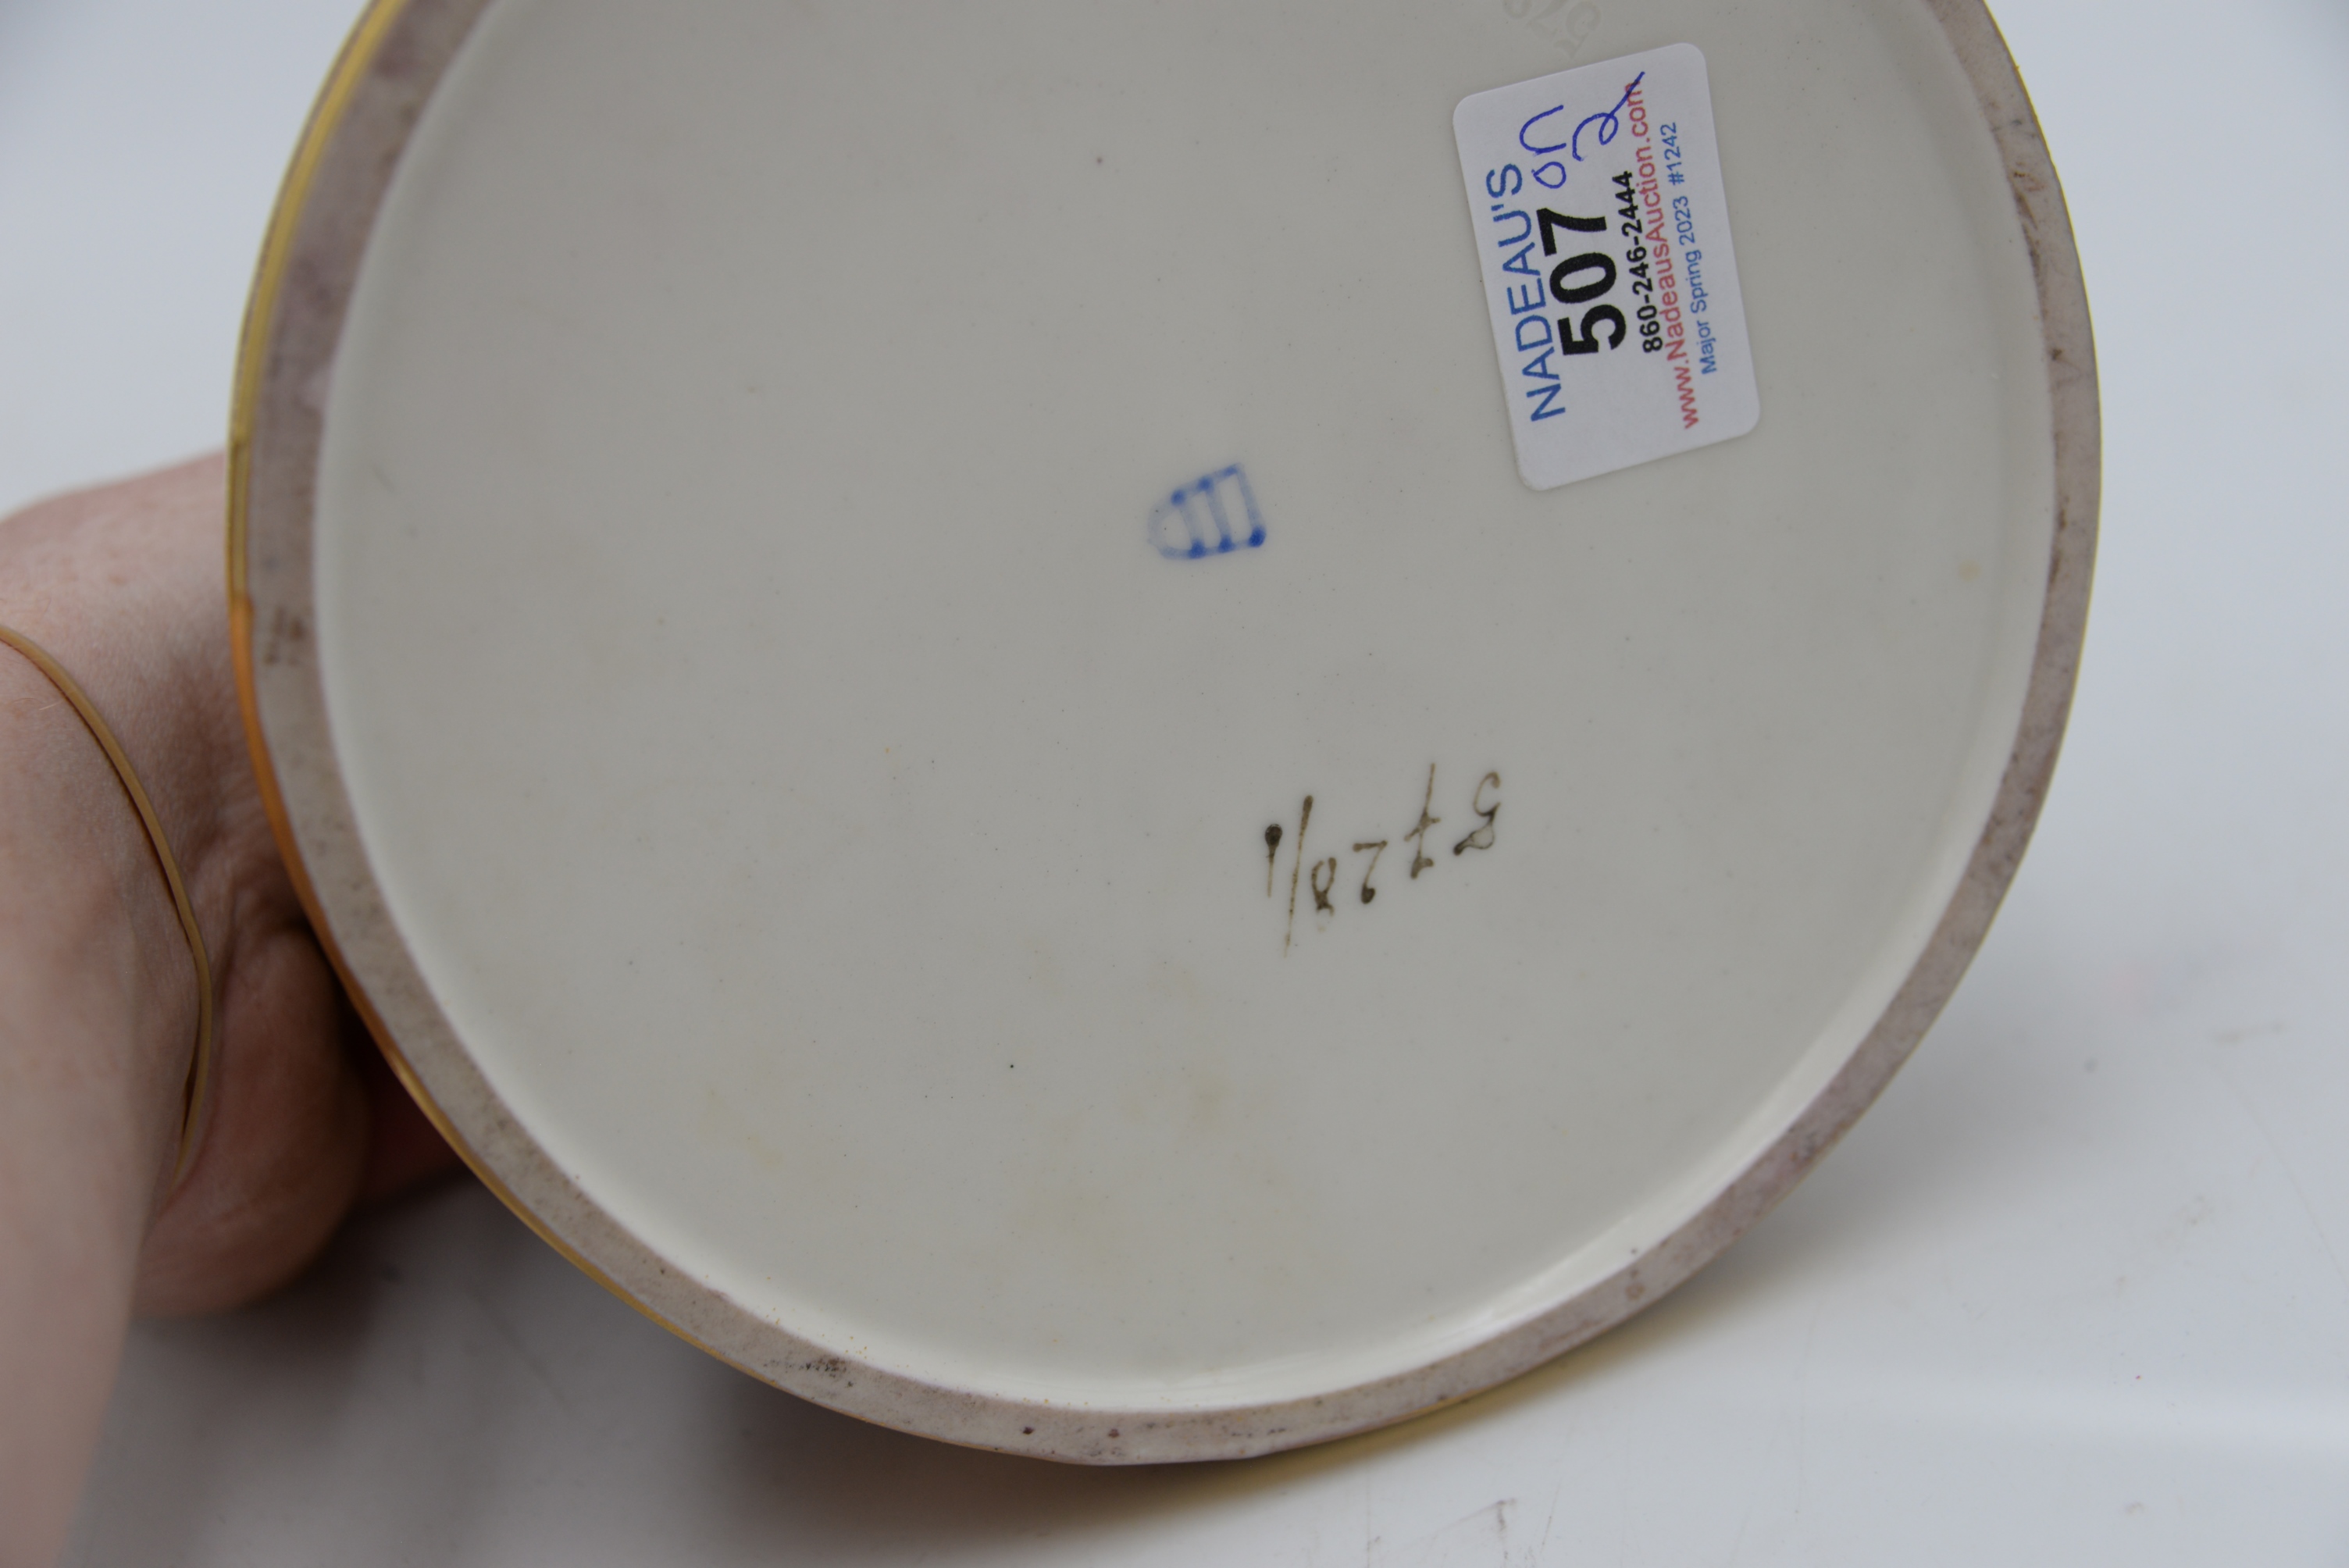 NADEAU'S
507 on 2
860-246-2444
www.NadeausAuction.com
Major Spring 2023 #1242
5728/1